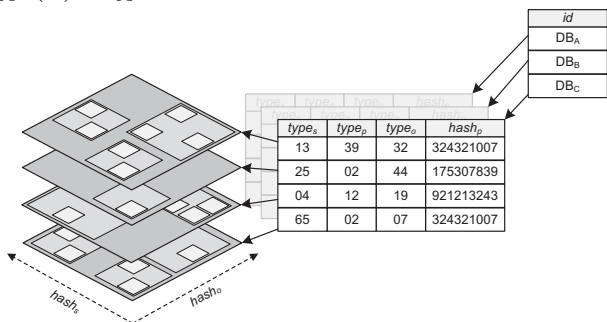 id
DB_A
DB_B
DB_C
type_s type_p type_o hash_p
13 39 32 324321007
25 02 44 175307839
04 12 19 921213243
65 02 07 324321007
hash_s
hash_o